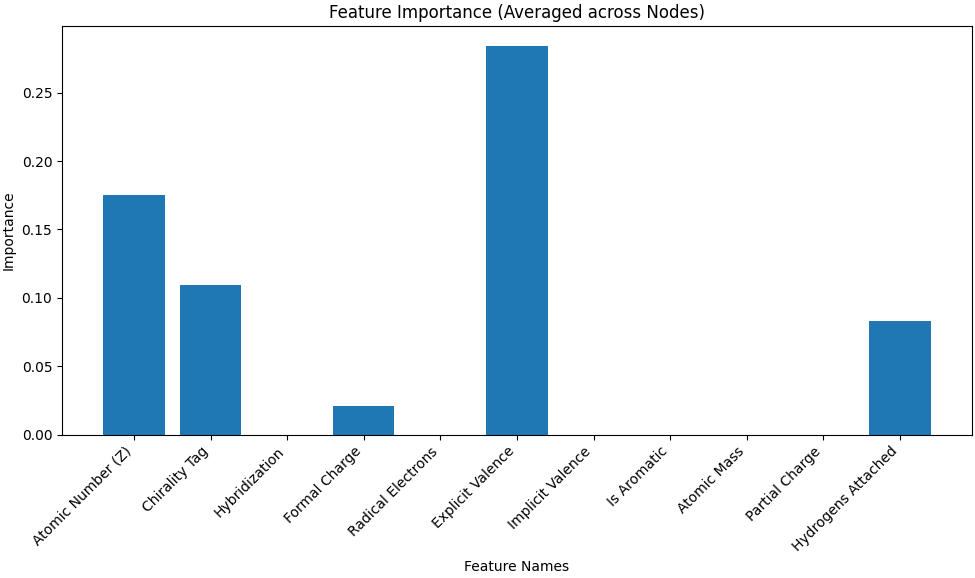 Feature Importance (Averaged across Nodes)
Importance
0.25
0.20
0.15
0.10
0.05
0.00
Atomic Number (Z)
Chirality Tag
Hybridization
Formal Charge
Radical Electrons
Explicit Valence
Implicit Valence
Is Aromatic
Atomic Mass
Partial Charge
Hydrogens Attached
Feature Names